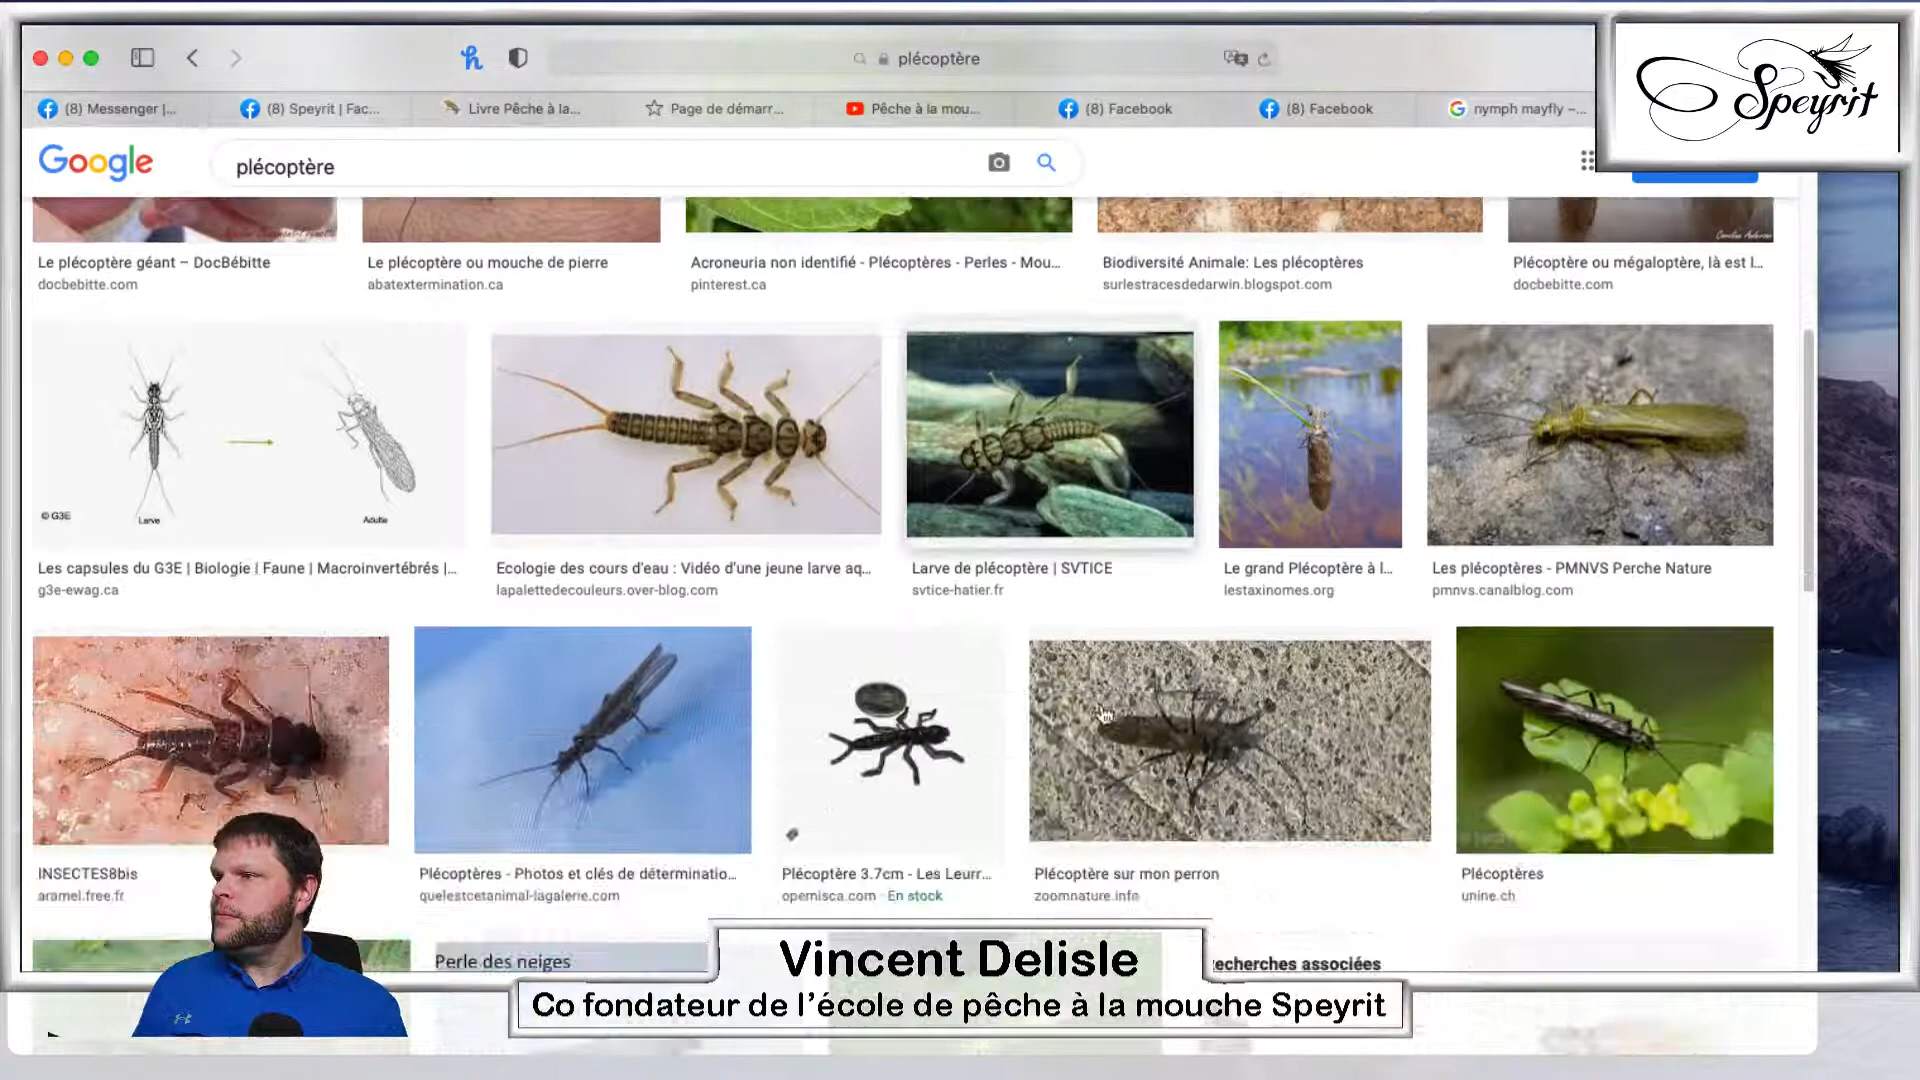 plécoptère
Speyrit
(8) Messenger |...
(8) Speyrit | Fac...
Livre Pêche à la...
Page de démarr...
Pêche à la mou...
(8) Facebook
(8) Facebook
nymph mayfly –...
Google
plécoptère
Le plécoptère géant – DocBébitte
docbebitte.com
Le plécoptère ou mouche de pierre
abatextermination.ca
Acroneuria non identifié - Plécoptères - Perles - Mou...
pinterest.ca
Biodiversité Animale: Les plécoptères
surlestracesdedarwin.blogspot.com
Plécoptère ou mégaloptère, là est l...
docbebitte.com
© G3E
Larve
Adulte
Les capsules du G3E | Biologie | Faune | Macroinvertébrés |...
g3e-ewag.ca
Ecologie des cours d'eau : Vidéo d'une jeune larve aq...
lapalettedecouleurs.over-blog.com
Larve de plécoptère | SVTICE
svtice-hatier.fr
Le grand Plécoptère à l...
lestaxinomes.org
Les plécoptères - PMNVS Perche Nature
pmnvs.canalblog.com
INSECTES8bis
aramel.free.fr
Plécoptères - Photos et clés de déterminatio...
quelestcetanimal-lagalerie.com
Plécoptère 3.7cm - Les Leurr...
opemisca.com · En stock
Plécoptère sur mon perron
zoomnature.info
Plécoptères
unine.ch
Perle des neiges
echerches associées
Vincent Delisle
Co fondateur de l'école de pêche à la mouche Speyrit